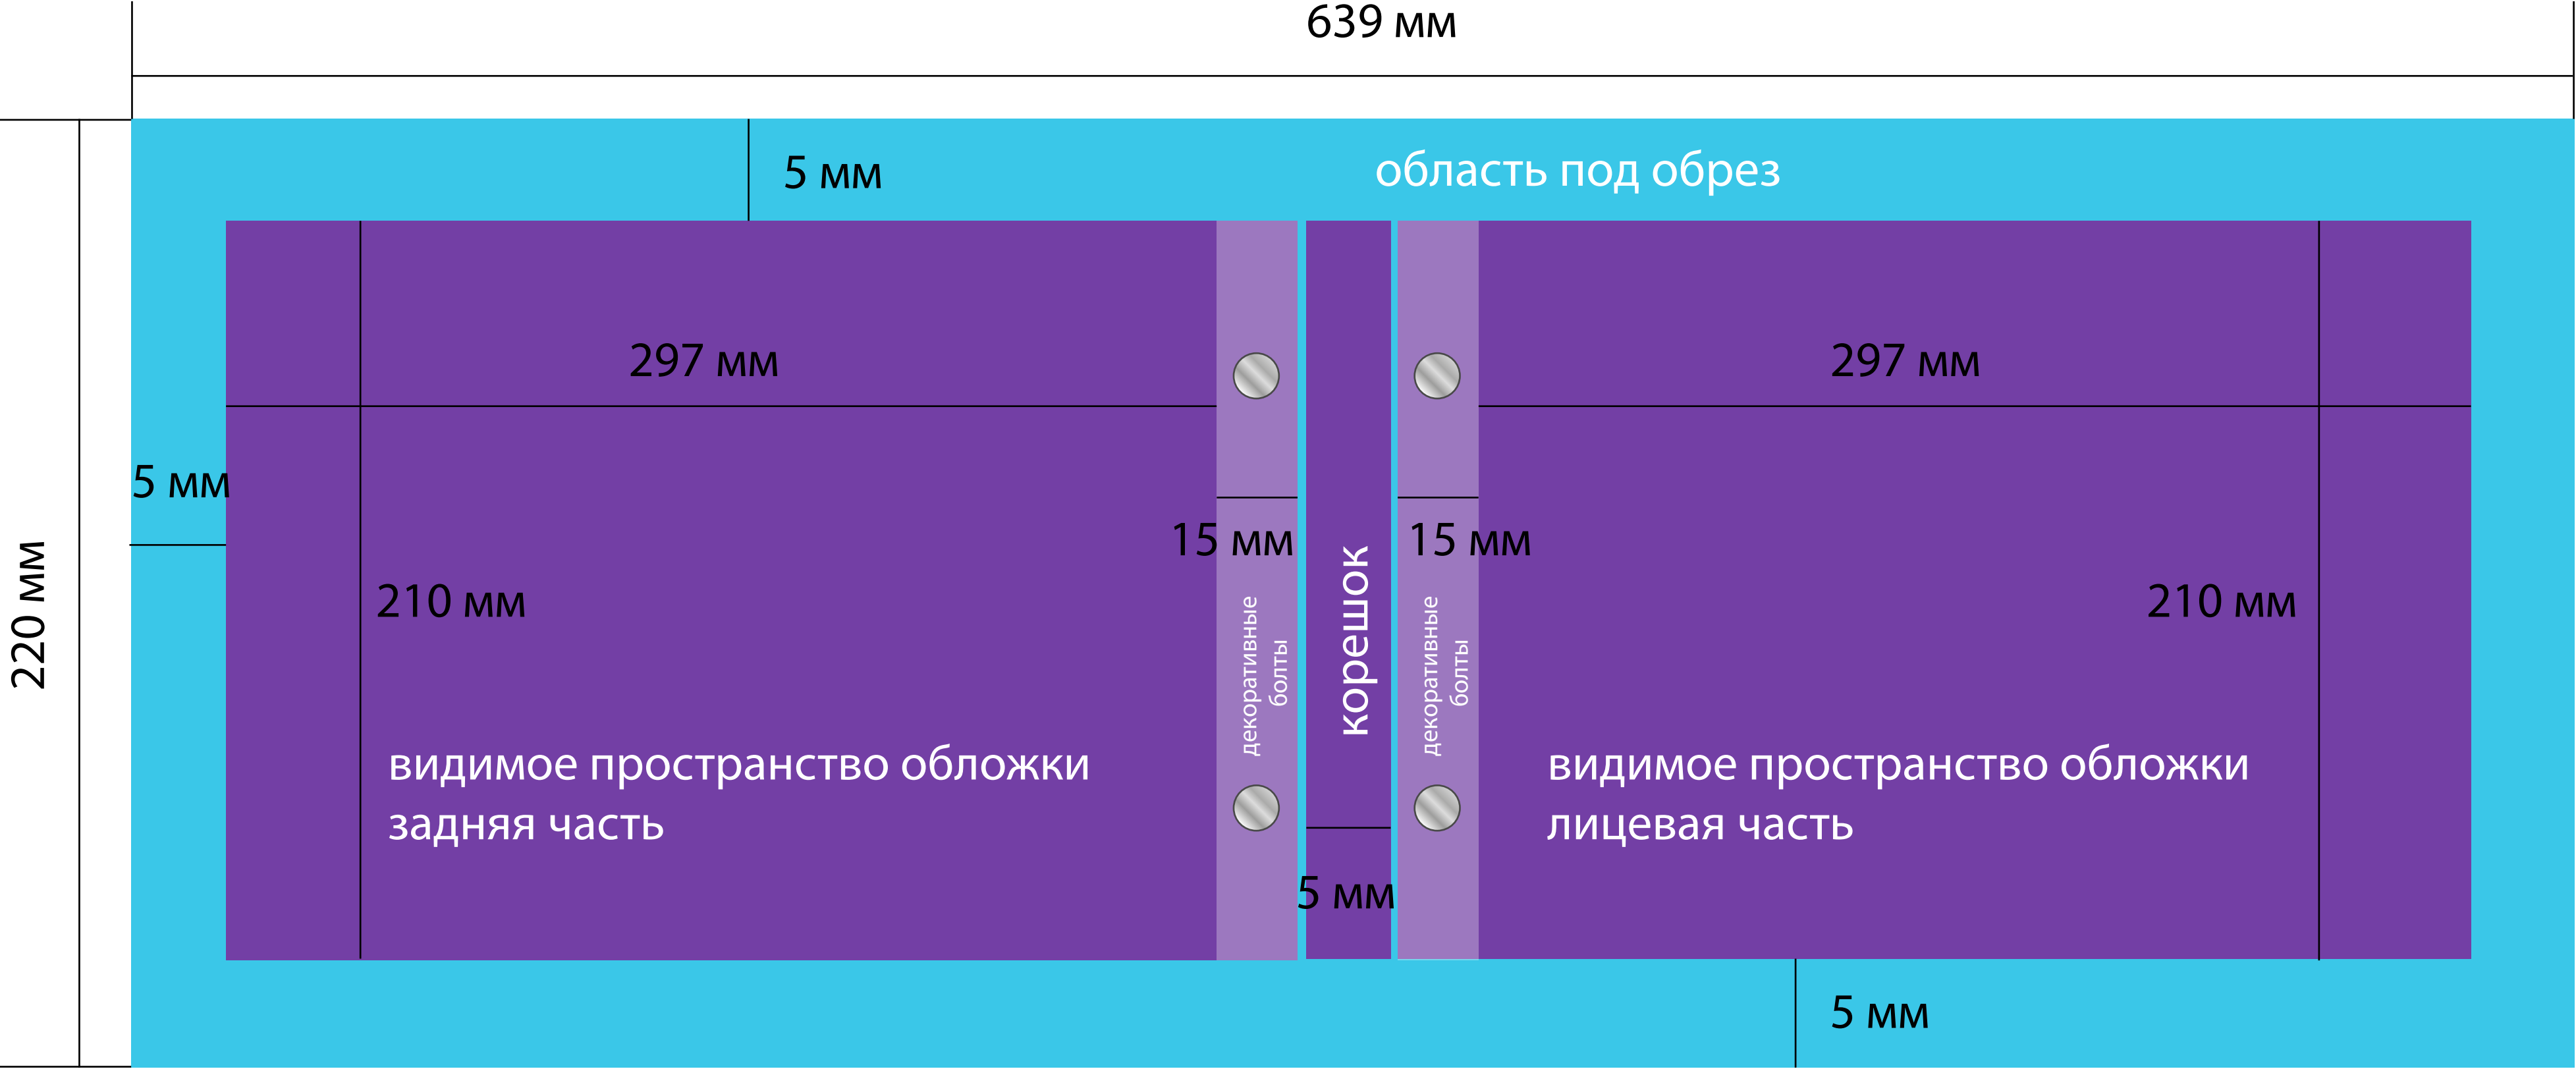 639 мм
5 мм
область под обрез
297 мм
297 мм
5 мм
15 мм
15 мм
220 мм
210 мм
декоративные
болты
корешок
декоративные
болты
210 мм
видимое пространство обложки
задняя часть
видимое пространство обложки
лицевая часть
5 мм
5 мм